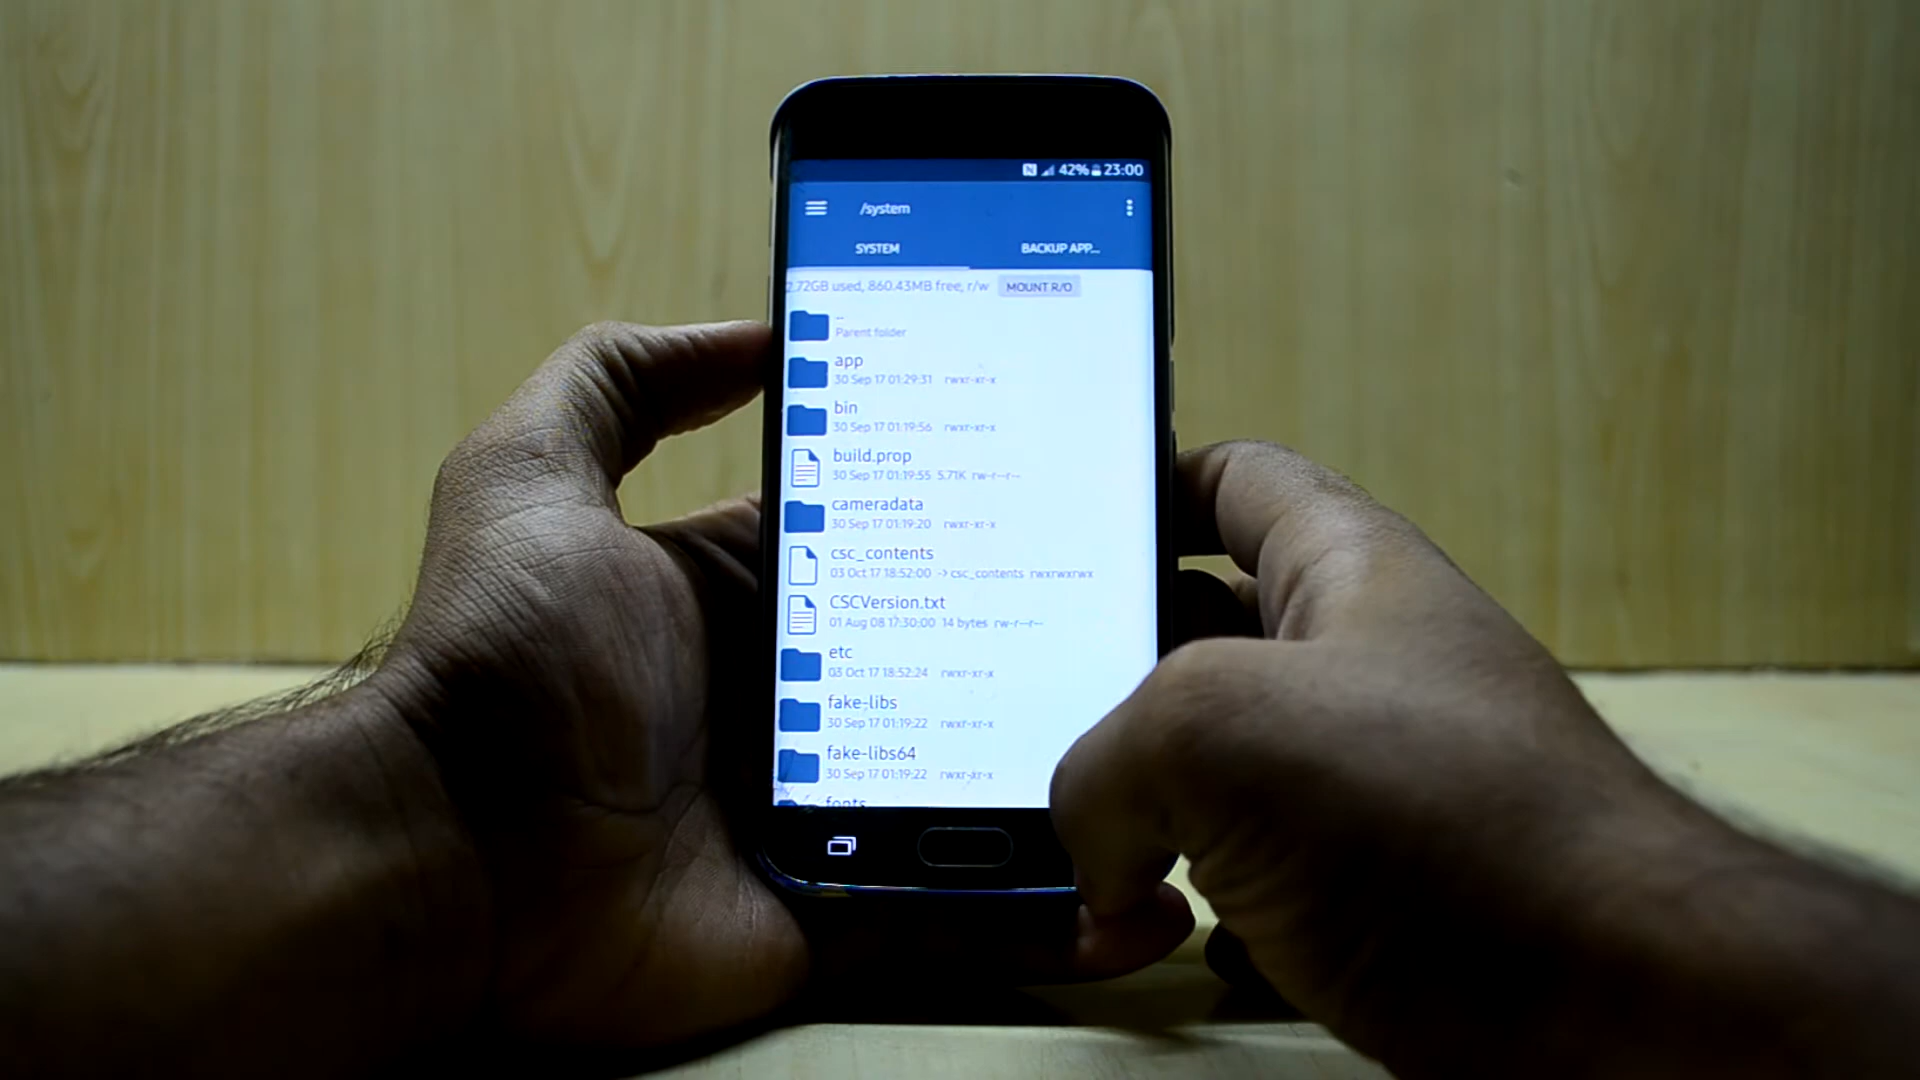 42% 23:00
/system
SYSTEM BACKUP APP...
2.72GB used, 860.43MB free, r/w MOUNT R/O
..
Parent folder
app
30 Sep 17 01:29:31 rwxr-xr-x
bin
30 Sep 17 01:19:56 rwxr-xr-x
build.prop
30 Sep 17 01:19:55 5.71K rw-r--r--
cameradata
30 Sep 17 01:19:20 rwxr-xr-x
csc_contents
03 Oct 17 18:52:00 -> csc_contents rwxrwxrwx
CSCVersion.txt
01 Aug 08 17:30:00 14 bytes rw-r--r--
etc
03 Oct 17 18:52:24 rwxr-xr-x
fake-libs
30 Sep 17 01:19:22 rwxr-xr-x
fake-libs64
30 Sep 17 01:19:22 rwxr-xr-x
fonts